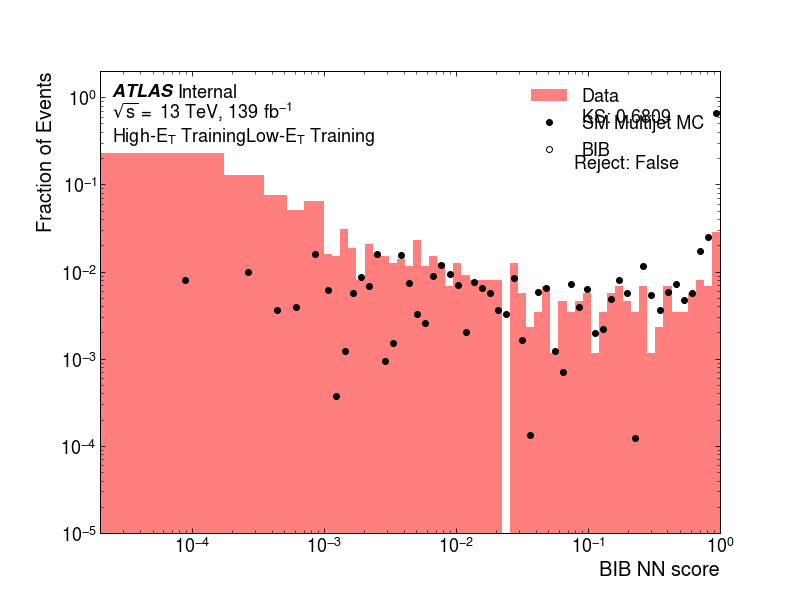 ATLAS Internal
√s = 13 TeV, 139 fb⁻¹
High-E_T TrainingLow-E_T Training
Data
KS: 0.6809
SM Multijet MC
BIB
Reject: False
Fraction of Events
10⁰
10⁻¹
10⁻²
10⁻³
10⁻⁴
10⁻⁵
10⁻⁴
10⁻³
10⁻²
10⁻¹
10⁰
BIB NN score